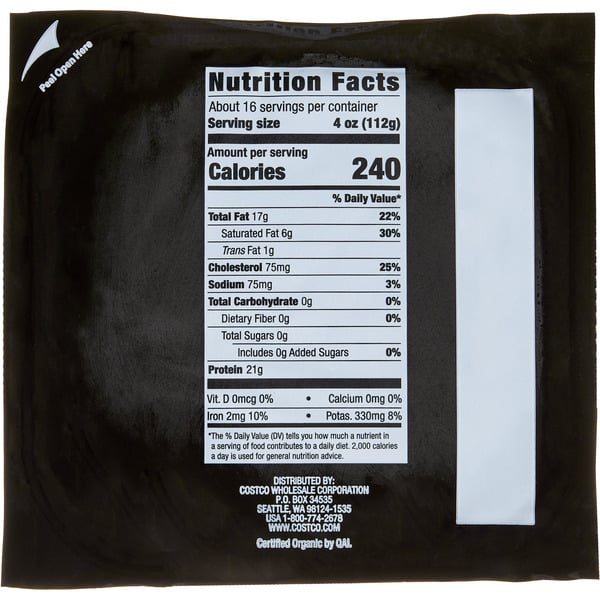 Peel Open Here
Nutrition Facts
About 16 servings per container
Serving size 4 oz (112g)
Amount per serving
Calories 240
% Daily Value*
Total Fat 17g 22%
Saturated Fat 6g 30%
Trans Fat 1g
Cholesterol 75mg 25%
Sodium 75mg 3%
Total Carbohydrate 0g 0%
Dietary Fiber 0g 0%
Total Sugars 0g
Includes 0g Added Sugars 0%
Protein 21g
Vit. D 0mcg 0% • Calcium 0mg 0%
Iron 2mg 10% • Potas. 330mg 8%
*The % Daily Value (DV) tells you how much a nutrient in
a serving of food contributes to a daily diet. 2,000 calories
a day is used for general nutrition advice.
DISTRIBUTED BY:
COSTCO WHOLESALE CORPORATION
P.O. BOX 34535
SEATTLE, WA 98124-1535
USA 1-800-774-2678
WWW.COSTCO.COM
Certified Organic by QAI.